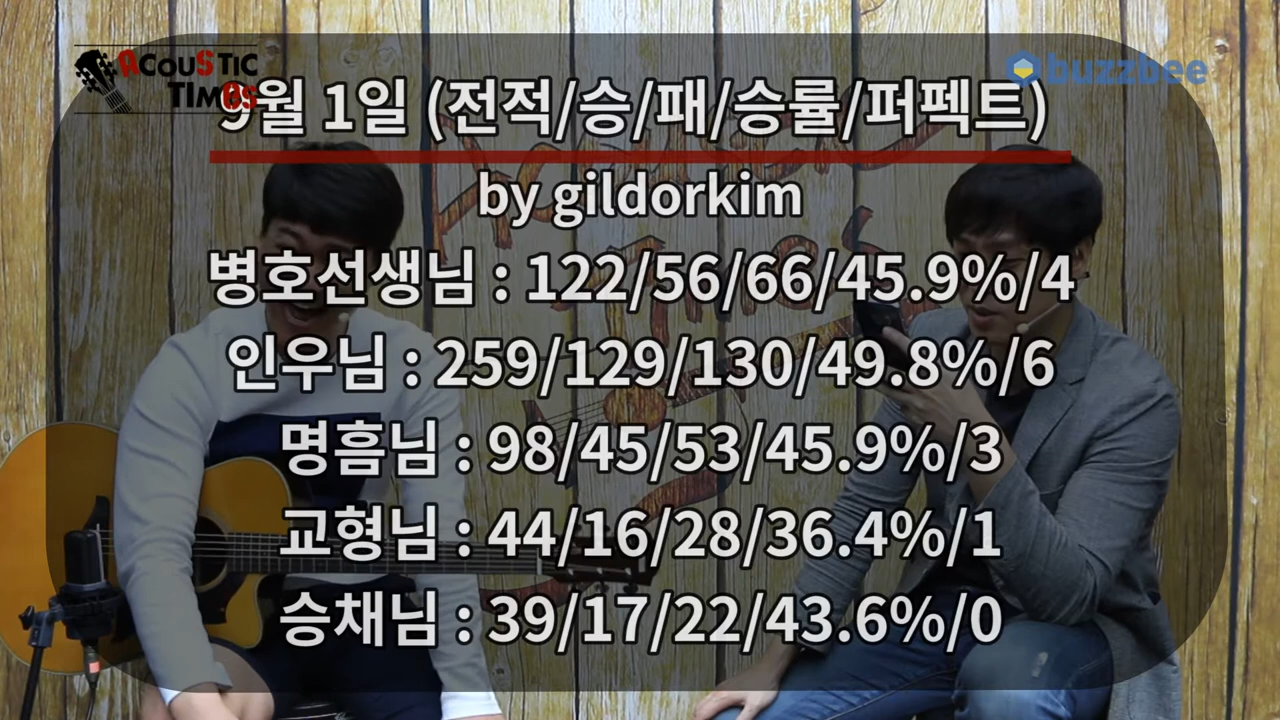 ACOUSTIC
TIMES
buzzbee
9월 1일 (전적/승/패/승률/퍼펙트)
by gildorkim
병호선생님 : 122/56/66/45.9%/4
인우님 : 259/129/130/49.8%/6
명흠님 : 98/45/53/45.9%/3
교형님 : 44/16/28/36.4%/1
승채님 : 39/17/22/43.6%/0